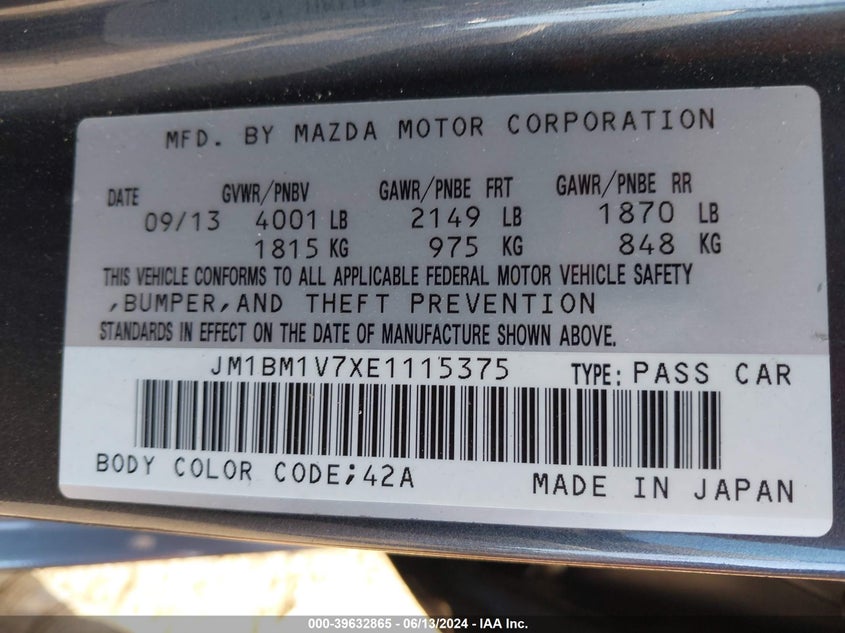 MFD. BY MAZDA MOTOR CORPORATION
DATE GVWR/PNBV GAWR/PNBE FRT GAWR/PNBE RR
09/13 4001 LB 2149 LB 1870 LB
1815 KG 975 KG 848 KG
THIS VEHICLE CONFORMS TO ALL APPLICABLE FEDERAL MOTOR VEHICLE SAFETY
,BUMPER,AND THEFT PREVENTION
STANDARDS IN EFFECT ON THE DATE OF MANUFACTURE SHOWN ABOVE.
JM1BM1V7XE1115375 TYPE: PASS CAR
BODY COLOR CODE;42A MADE IN JAPAN
000-39632865 - 06/13/2024 - IAA Inc.